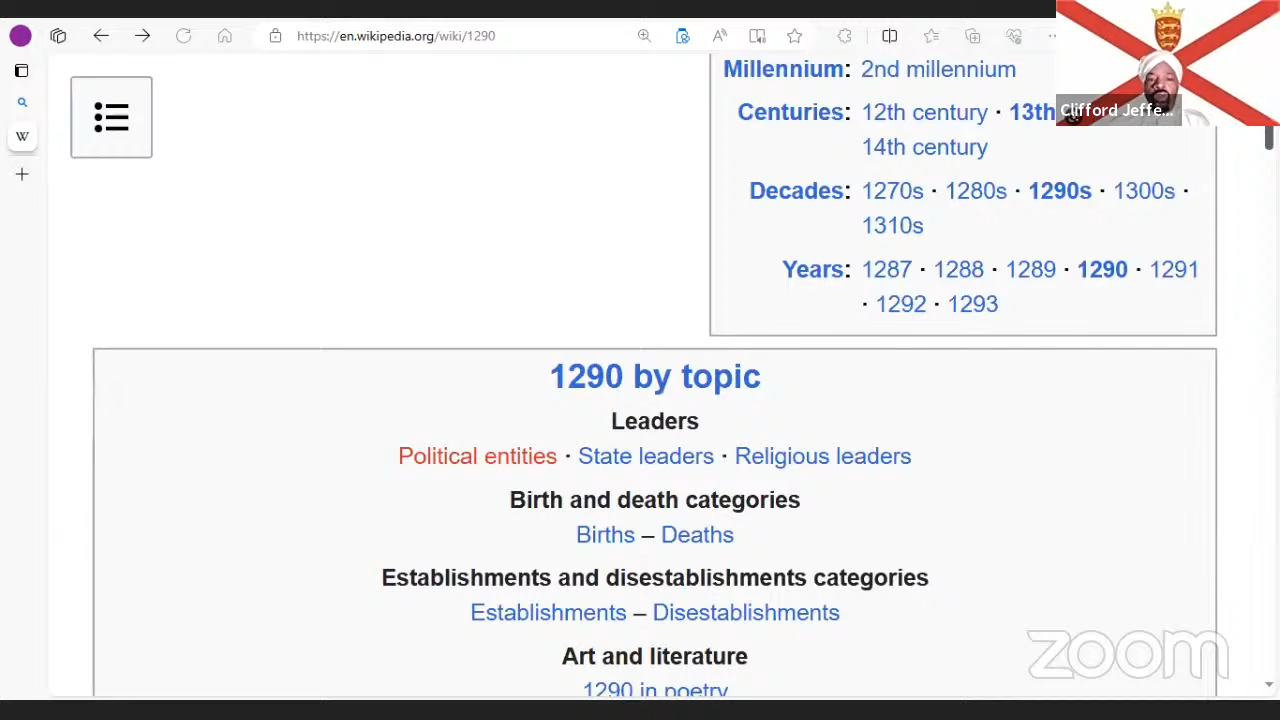 https://en.wikipedia.org/wiki/1290
Clifford Jeffe...
W
Millennium: 2nd millennium
Centuries: 12th century · 13th
14th century
Decades: 1270s · 1280s · 1290s · 1300s ·
1310s
Years: 1287 · 1288 · 1289 · 1290 · 1291
· 1292 · 1293
1290 by topic
Leaders
Political entities · State leaders · Religious leaders
Birth and death categories
Births – Deaths
Establishments and disestablishments categories
Establishments – Disestablishments
Art and literature
1290 in poetry
zoom